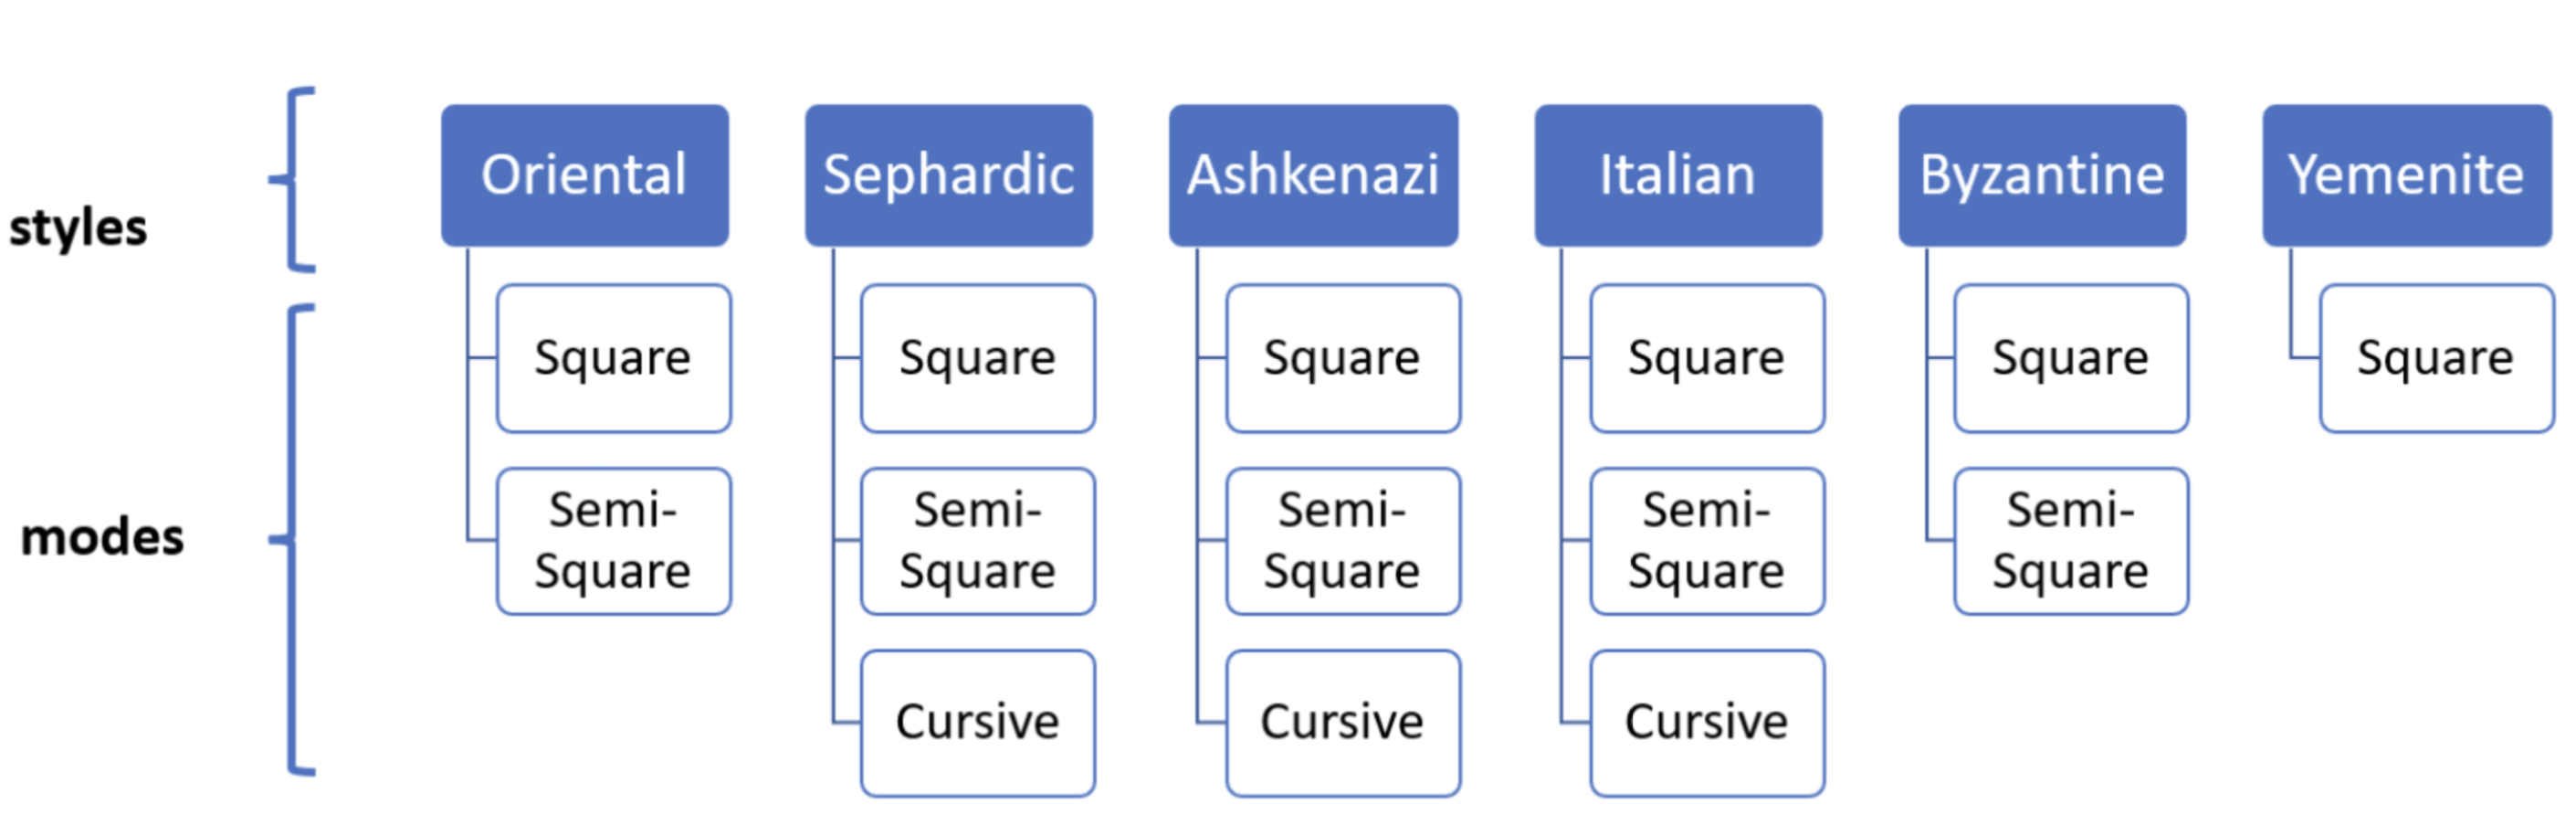 styles
Oriental
Sephardic
Ashkenazi
Italian
Byzantine
Yemenite
modes
Square
Square
Square
Square
Square
Square
Semi-
Square
Semi-
Square
Semi-
Square
Semi-
Square
Semi-
Square
Cursive
Cursive
Cursive